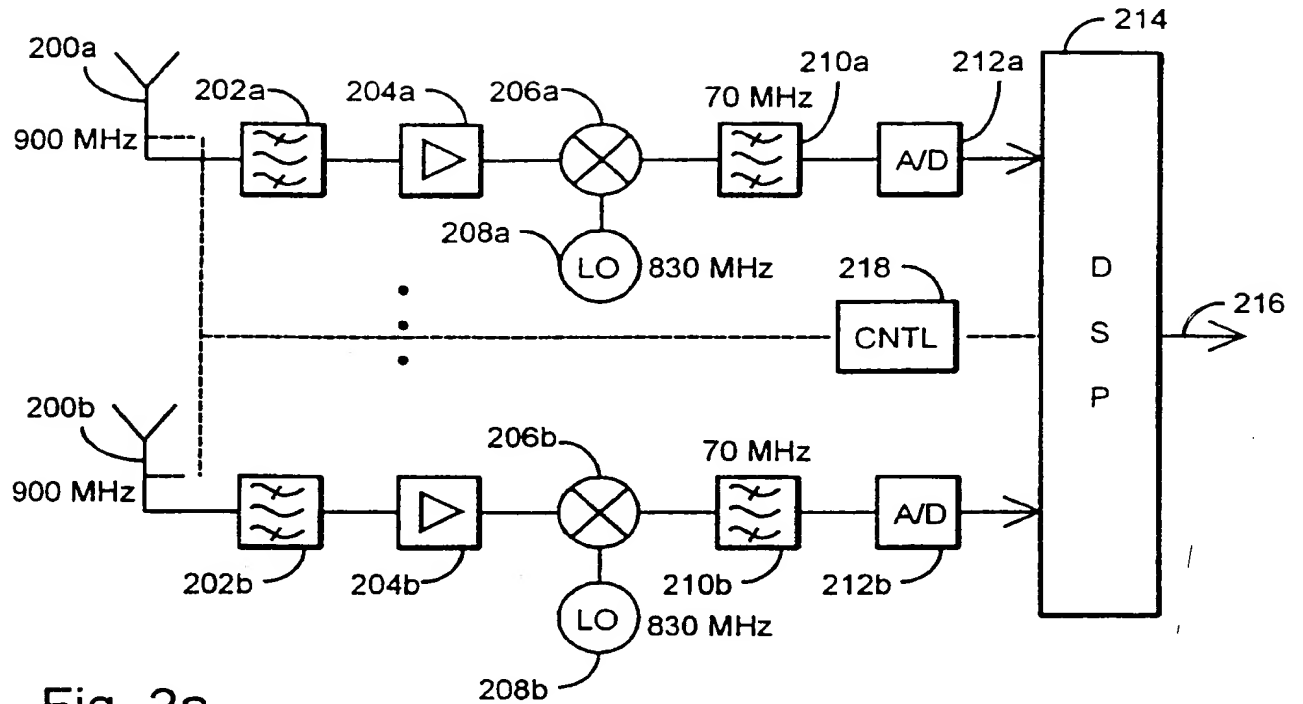 214
200a
202a
204a
206a
210a
212a
70 MHz
900 MHz
A/D
208a
LO
830 MHz
218
CNTL
D
S
P
216
200b
206b
70 MHz
900 MHz
A/D
202b
204b
210b
212b
LO
830 MHz
208b
Fig. 2a